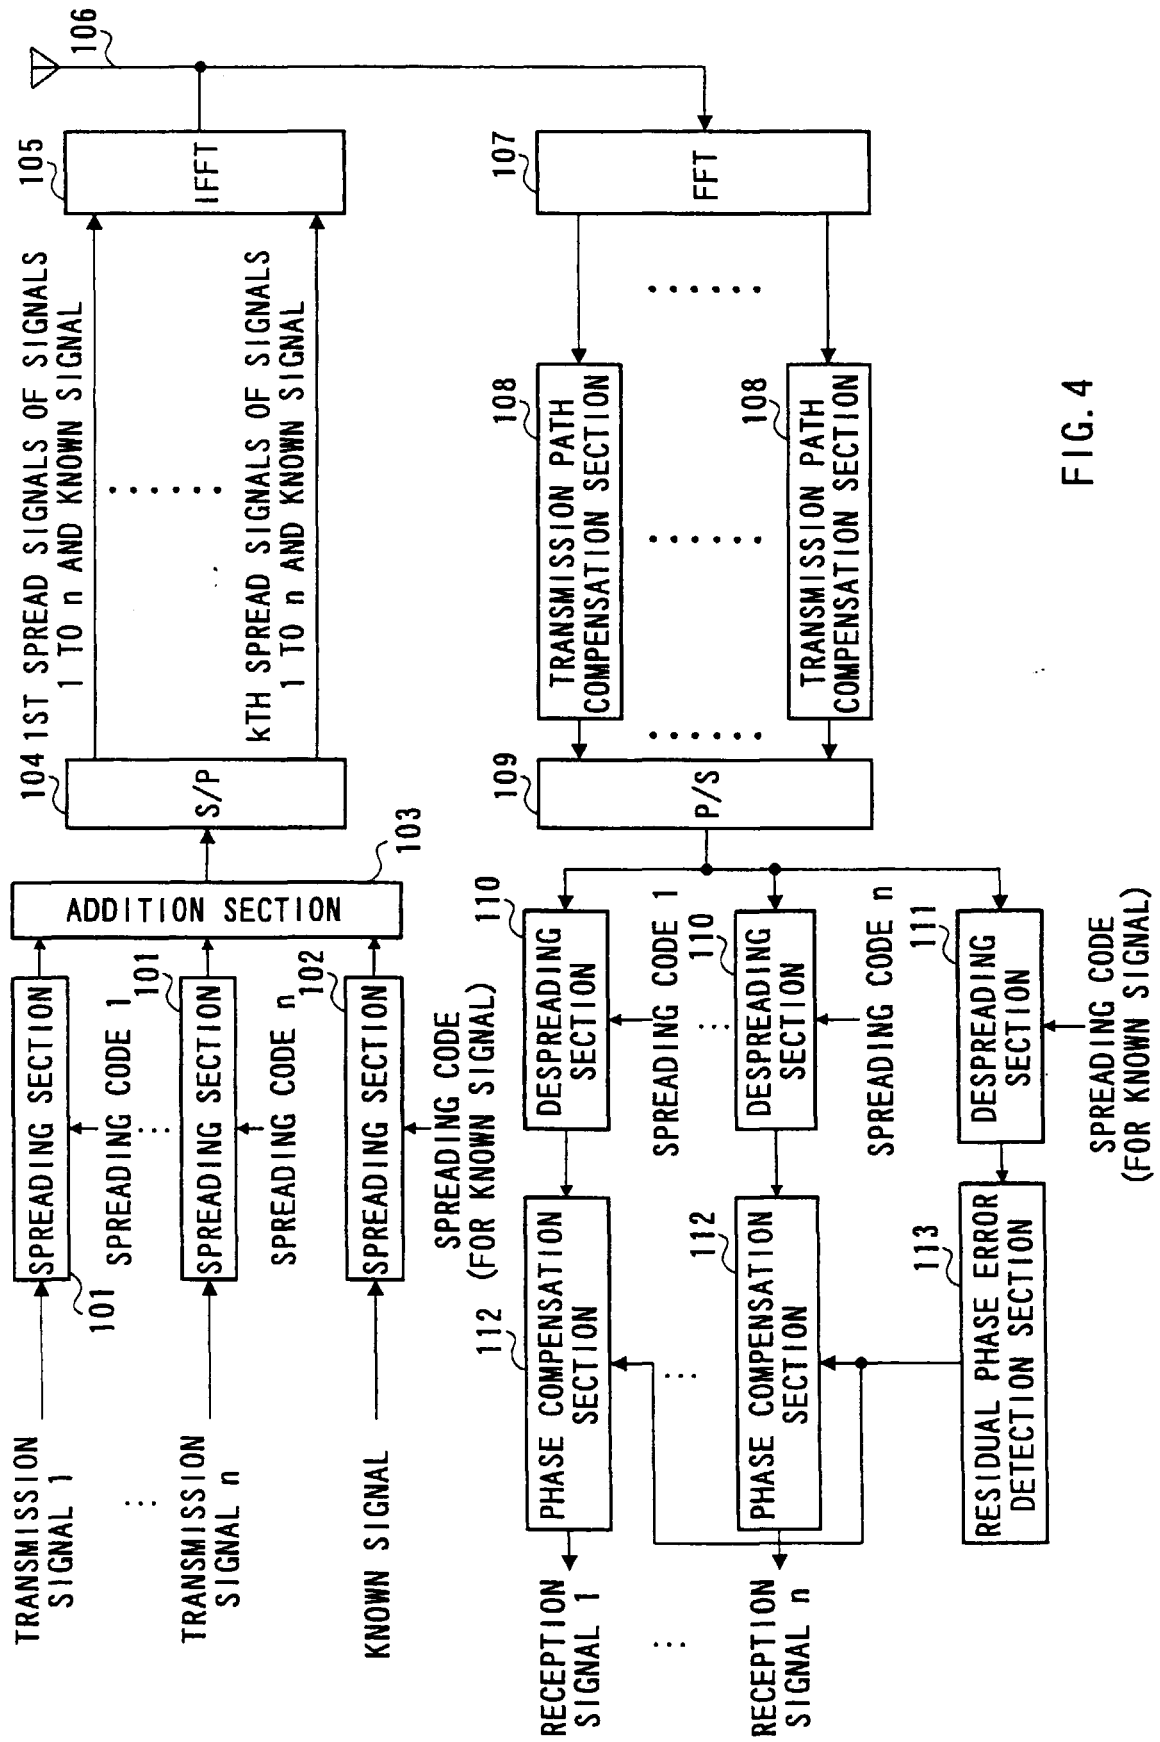 TRANSMISSION
SIGNAL 1
...
TRANSMISSION
SIGNAL n
KNOWN SIGNAL
101
SPREADING SECTION
SPREADING CODE 1
...
101
SPREADING SECTION
SPREADING CODE n
102
SPREADING SECTION
SPREADING CODE
(FOR KNOWN SIGNAL)
ADDITION SECTION
103
104
S/P
1ST SPREAD SIGNALS OF SIGNALS
1 TO n AND KNOWN SIGNAL
......
kTH SPREAD SIGNALS OF SIGNALS
1 TO n AND KNOWN SIGNAL
105
IFFT
106
107
FFT
......
108
TRANSMISSION PATH
COMPENSATION SECTION
......
108
TRANSMISSION PATH
COMPENSATION SECTION
......
109
P/S
110
DESPREADING
SECTION
SPREADING CODE 1
...
110
DESPREADING
SECTION
SPREADING CODE n
111
DESPREADING
SECTION
SPREADING CODE
(FOR KNOWN SIGNAL)
112
PHASE COMPENSATION
SECTION
...
112
PHASE COMPENSATION
SECTION
113
RESIDUAL PHASE ERROR
DETECTION SECTION
RECEPTION
SIGNAL 1
...
RECEPTION
SIGNAL n
FIG. 4